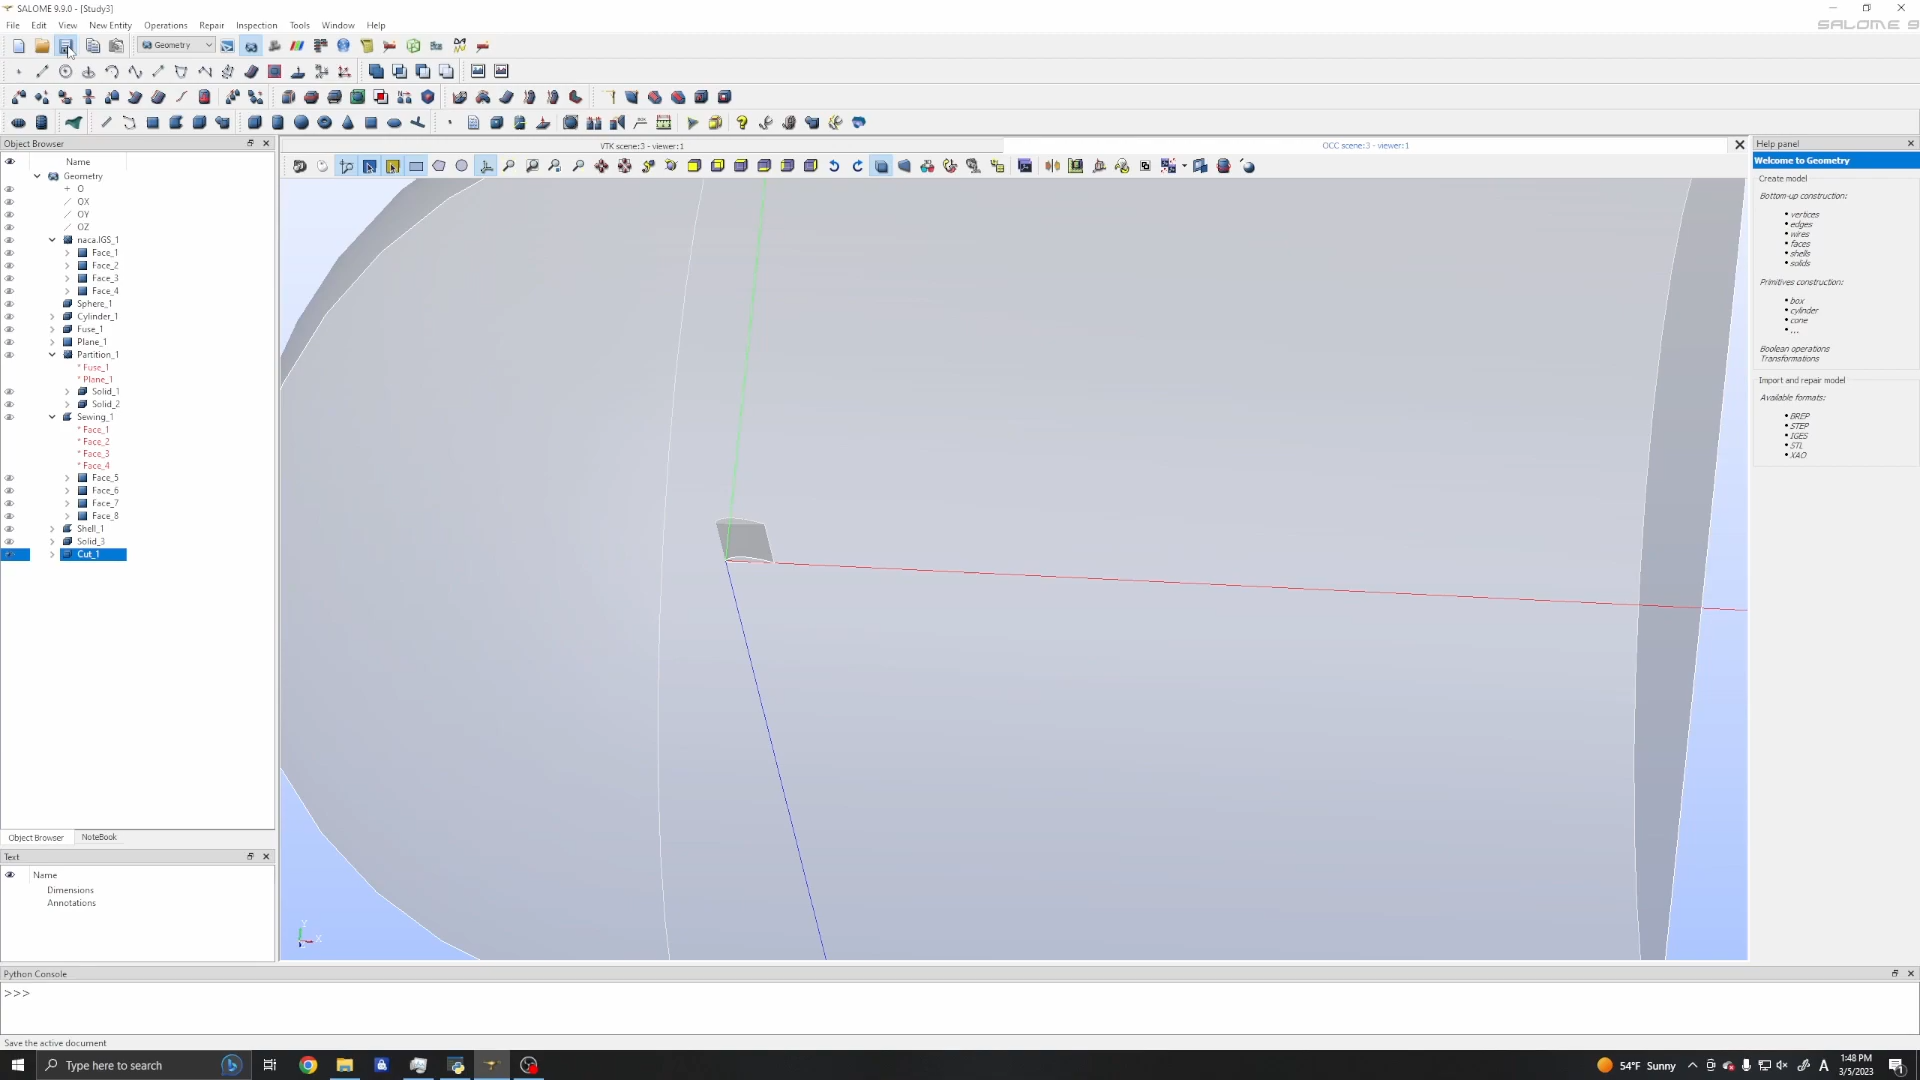 SALOME 9.9.0 - [Study3]
File Edit View New Entity Operations Repair Inspection Tools Window Help
SALOME 9
Geometry
Object Browser
VTK scene:3 - viewer:1
OCC scene:3 - viewer:1
Help panel
Name
Geometry
O
OX
OY
OZ
naca.IGS_1
Face_1
Face_2
Face_3
Face_4
Sphere_1
Cylinder_1
Fuse_1
Plane_1
Partition_1
* Fuse_1
* Plane_1
Solid_1
Solid_2
Sewing_1
* Face_1
* Face_2
* Face_3
* Face_4
Face_5
Face_6
Face_7
Face_8
Shell_1
Solid_3
Cut_1
Welcome to Geometry
Create model
Bottom-up construction:
• vertices
• edges
• wires
• faces
• shells
• solids
Primitives construction:
• box
• cylinder
• cone
• ...
Boolean operations
Transformations
Import and repair model
Available formats:
• BREP
• STEP
• IGES
• STL
• XAO
Y
X
Object Browser NoteBook
Text
Name
Dimensions
Annotations
Python Console
>>>
Save the active document
Type here to search
54°F Sunny
A
1:48 PM
3/5/2023
1